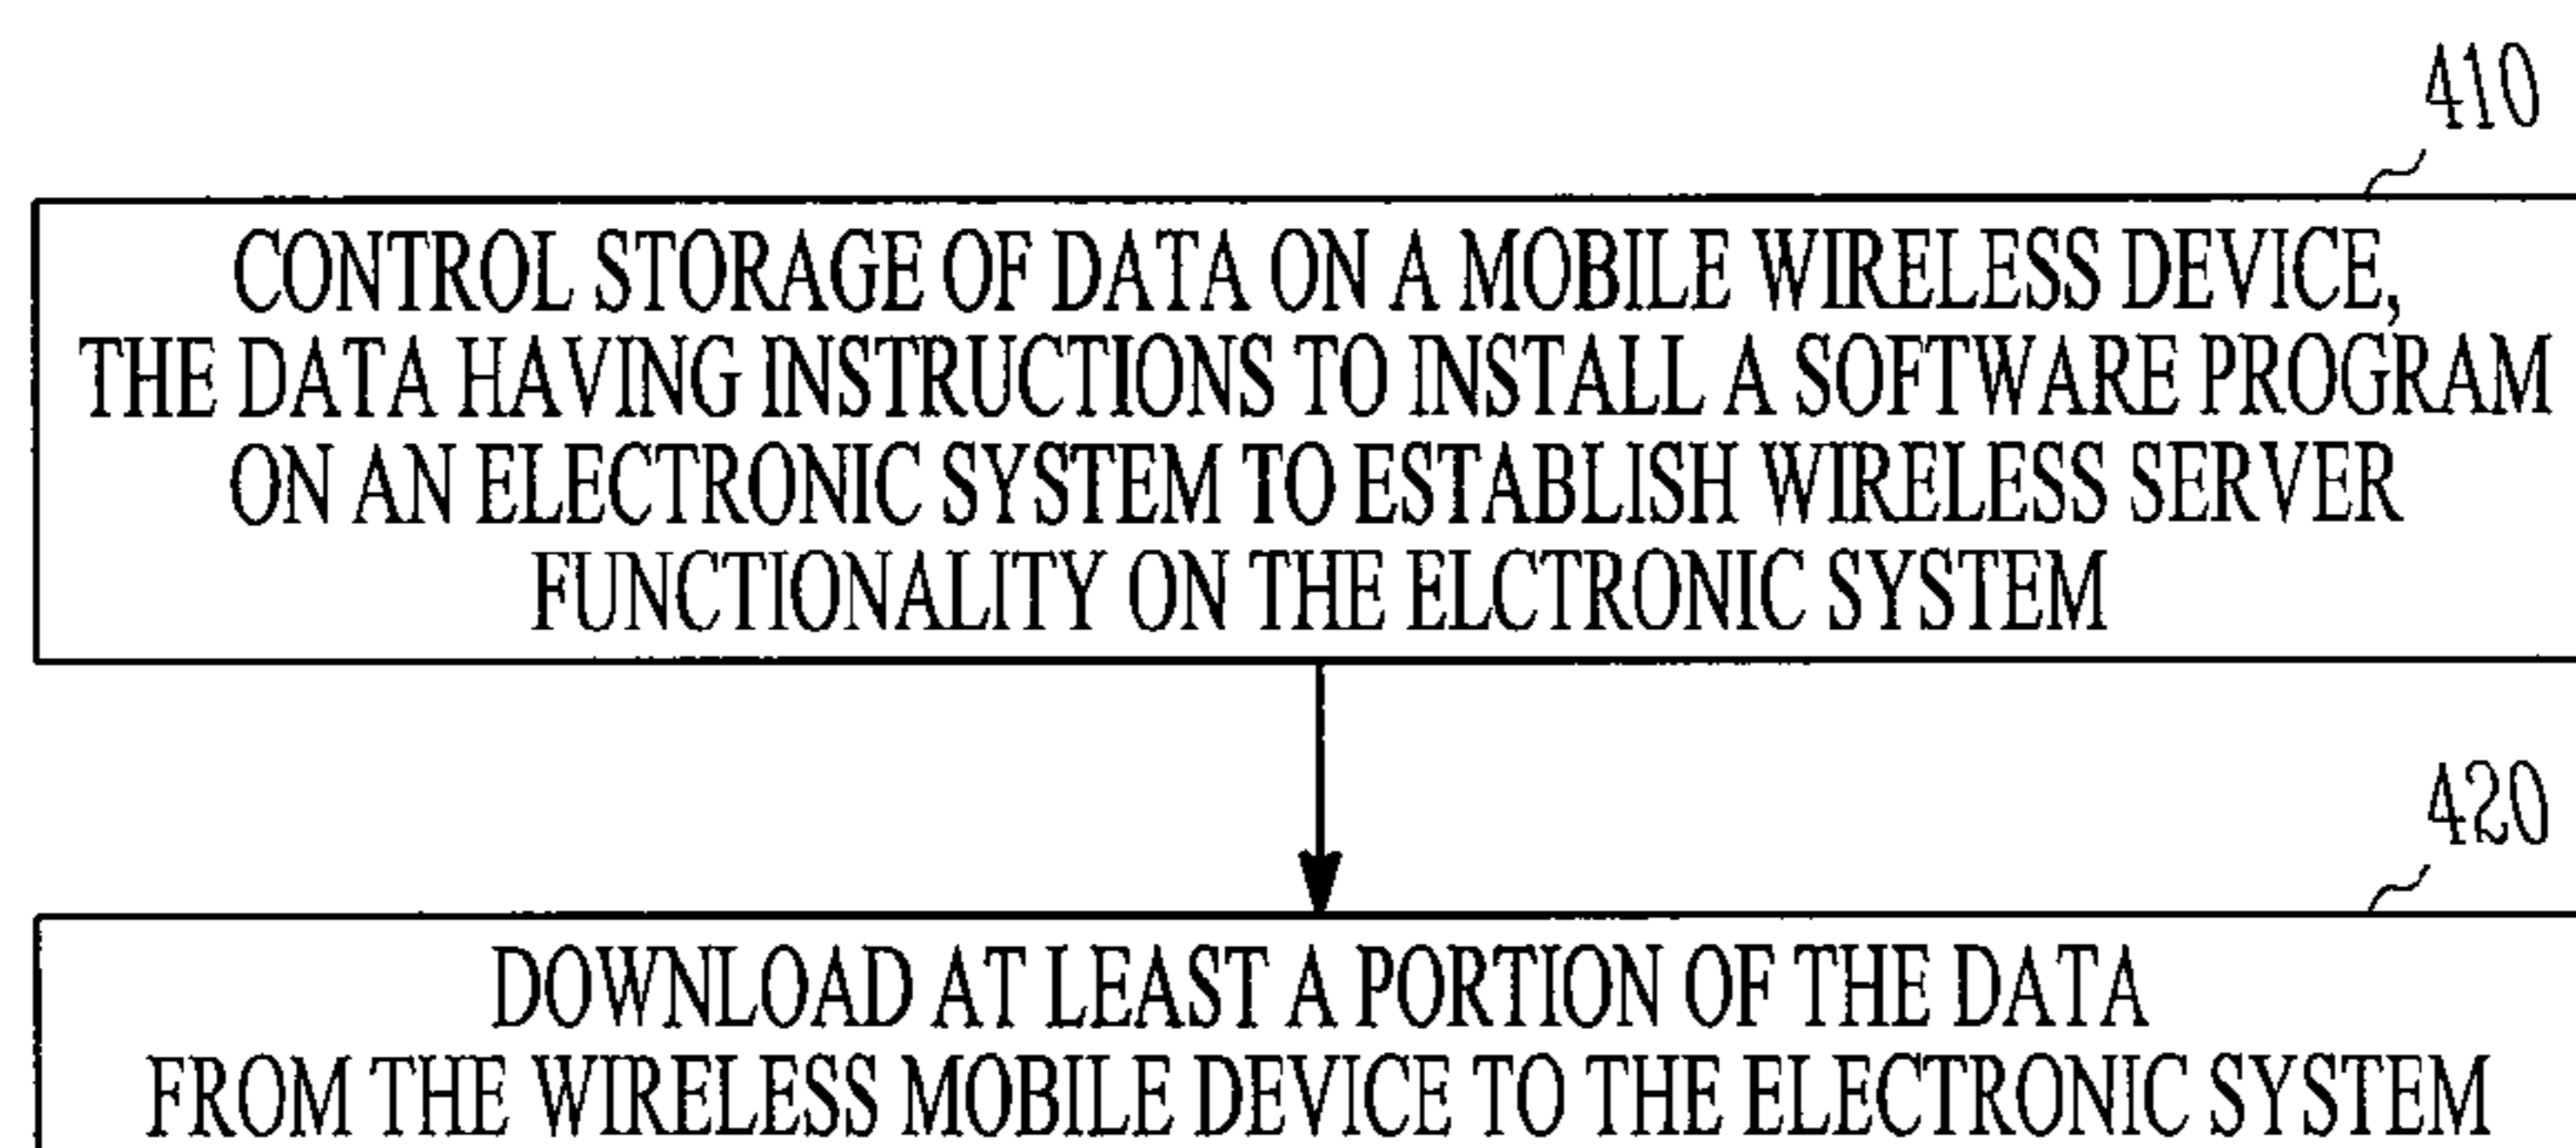 410
CONTROL STORAGE OF DATA ON A MOBILE WIRELESS DEVICE,
THE DATA HAVING INSTRUCTIONS TO INSTALL A SOFTWARE PROGRAM
ON AN ELECTRONIC SYSTEM TO ESTABLISH WIRELESS SERVER
FUNCTIONALITY ON THE ELCTRONIC SYSTEM
420
DOWNLOAD AT LEAST A PORTION OF THE DATA
FROM THE WIRELESS MOBILE DEVICE TO THE ELECTRONIC SYSTEM